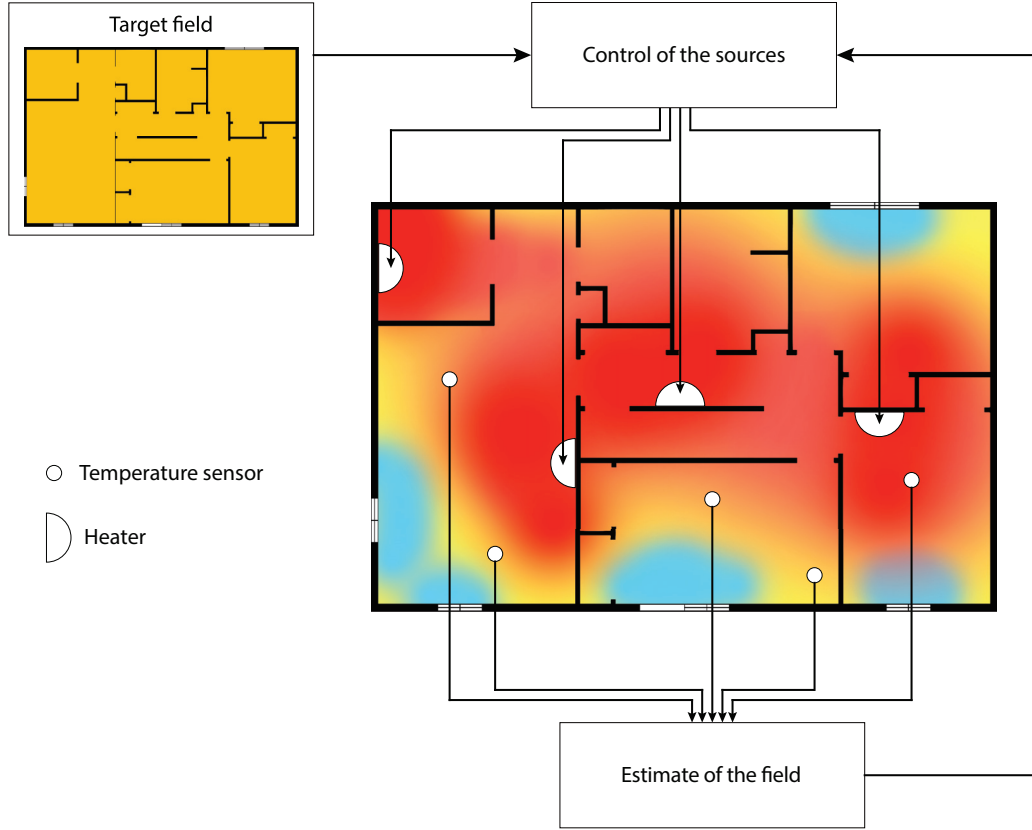 Target field
Control of the sources
Temperature sensor
Heater
Estimate of the field